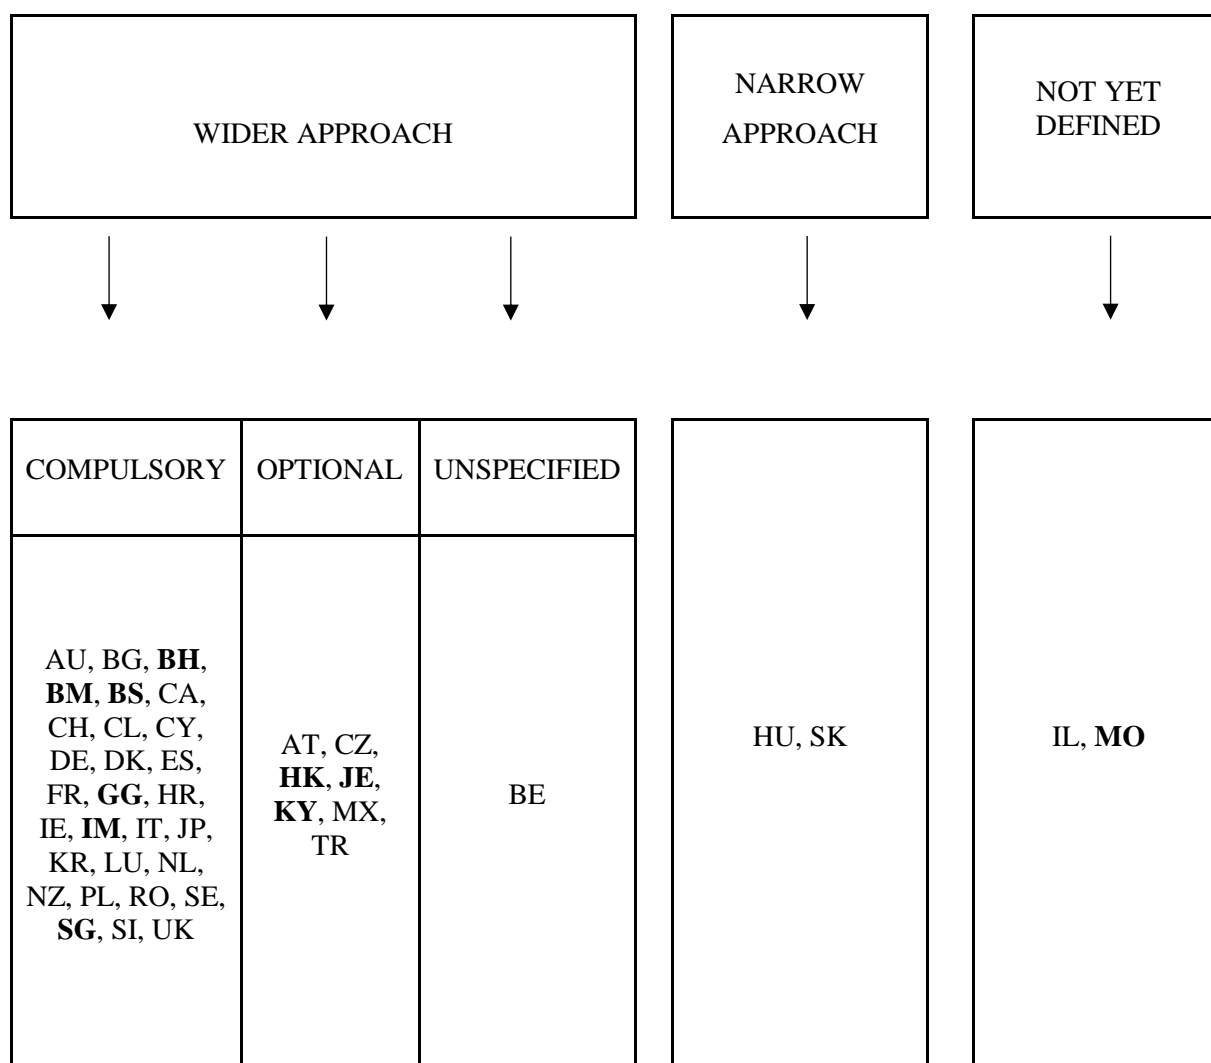 WIDER APPROACH
NARROW
APPROACH
NOT YET
DEFINED
COMPULSORY
OPTIONAL
UNSPECIFIED
AU, BG, BH,
BM, BS, CA,
CH, CL, CY,
DE, DK, ES,
FR, GG, HR,
IE, IM, IT, JP,
KR, LU, NL,
NZ, PL, RO, SE,
SG, SI, UK
AT, CZ,
HK, JE,
KY, MX,
TR
BE
HU, SK
IL, MO